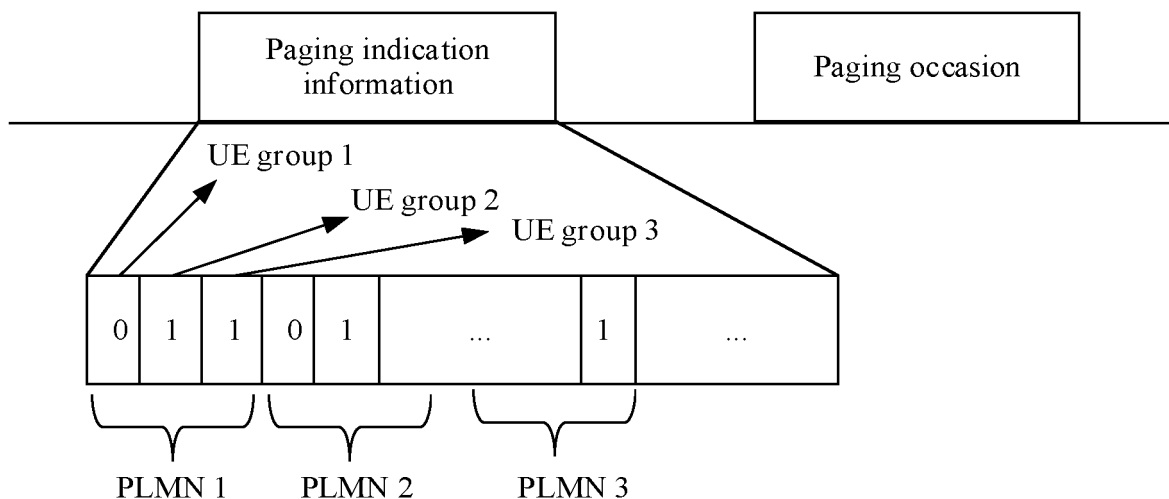 Paging indication
information
Paging occasion
UE group 1
UE group 2
UE group 3
0 1 1 0 1 ... 1 ...
PLMN 1 PLMN 2 PLMN 3